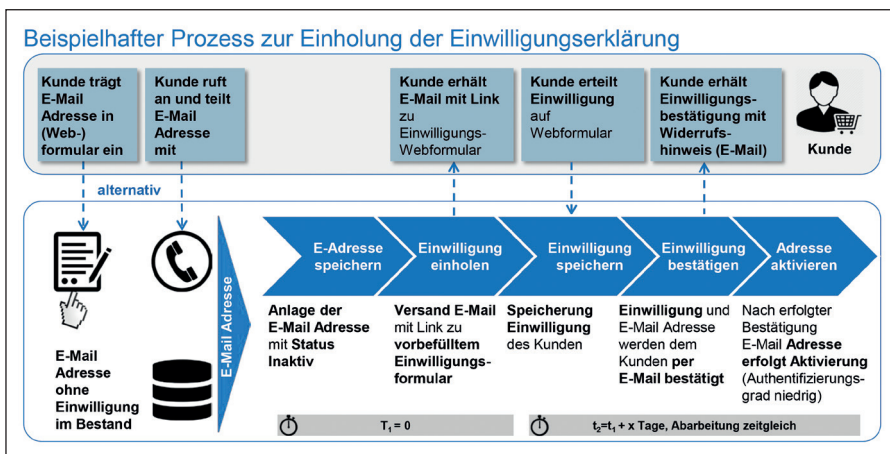 Beispielhafter Prozess zur Einholung der Einwilligungserklärung
Kunde trägt
E-Mail
Adresse in
(Web-)
formular ein
Kunde ruft
an und teilt
E-Mail
Adresse
mit
Kunde erhält
E-Mail mit Link
zu
Einwilligungs-
Webformular
Kunde erteilt
Einwilligung
auf
Webformular
Kunde erhält
Einwilligungs-
bestätigung mit
Widerrufs-
hinweis (E-Mail)
Kunde
alternativ
E-Mail
Adresse
ohne
Einwilligung
im Bestand
E-Mail Adresse
E-Adresse
speichern
Einwilligung
einholen
Einwilligung
speichern
Einwilligung
bestätigen
Adresse
aktivieren
Anlage der
E-Mail Adresse
mit Status
Inaktiv
Versand E-Mail
mit Link zu
vorbefülltem
Einwilligungs-
formular
Speicherung
Einwilligung
des Kunden
Einwilligung und
E-Mail Adresse
werden dem
Kunden per
E-Mail bestätigt
Nach erfolgter
Bestätigung
E-Mail Adresse
erfolgt Aktivierung
(Authentifizierungs-
grad niedrig)
T₁ = 0
t₂=t₁ + x Tage, Abarbeitung zeitgleich